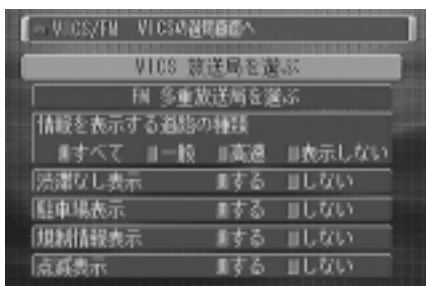 VICS/FM VICSの選局画面へ
VICS 放送局を選ぶ
FM 多重放送局を選ぶ
情報を表示する道路の種類
すべて 一般 高速 表示しない
渋滞なし表示 する しない
駐車場表示 する しない
規制情報表示 する しない
点滅表示 する しない